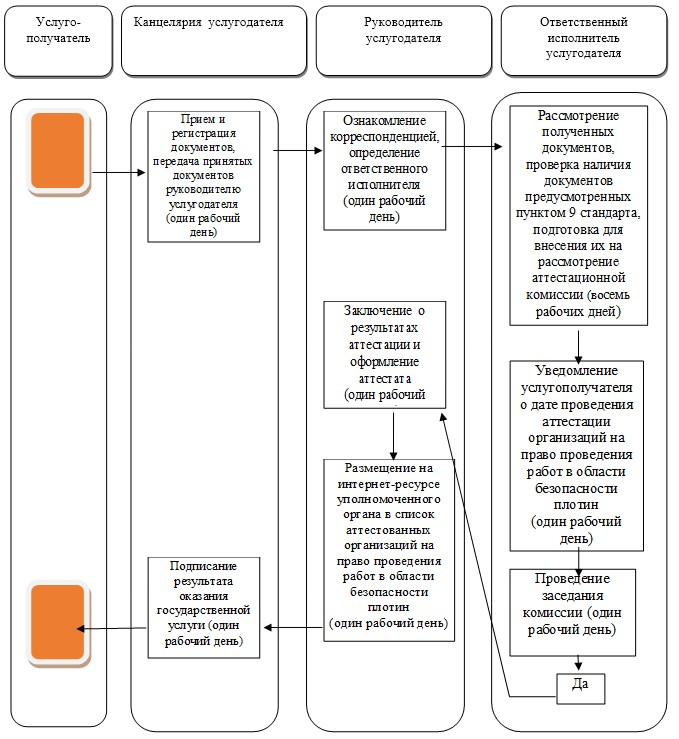 Услуго-
получатель
Канцелярия услугодателя
Руководитель
услугодателя
Ответственный
исполнитель
услугодателя
Прием и
регистрация
документов,
передача принятых
документов
руководителю
услугодателя
(один рабочий
день)
Ознакомление
корреспонденцией,
определение
ответственного
исполнителя
(один рабочий
день)
Рассмотрение
полученных
документов,
проверка наличия
документов
предусмотренных
пунктом 9 стандарта,
подготовка для
внесения их на
рассмотрение
аттестационной
комиссии (восемь
рабочих дней)
Уведомление
услугополучателя
о дате проведения
аттестации
организаций на
право проведения
работ в области
безопасности
плотин
(один рабочий
день)
Проведение
заседания
комиссии (один
рабочий день)
Да
Заключение о
результатах
аттестации и
оформление
аттестата
(один рабочий
Размещение на
интернет-ресурсе
уполномоченного
органа в список
аттестованных
организаций на
право проведения
работ в области
безопасности
плотин
(один рабочий день)
Подписание
результата
оказания
государственной
услуги (один
рабочий день)